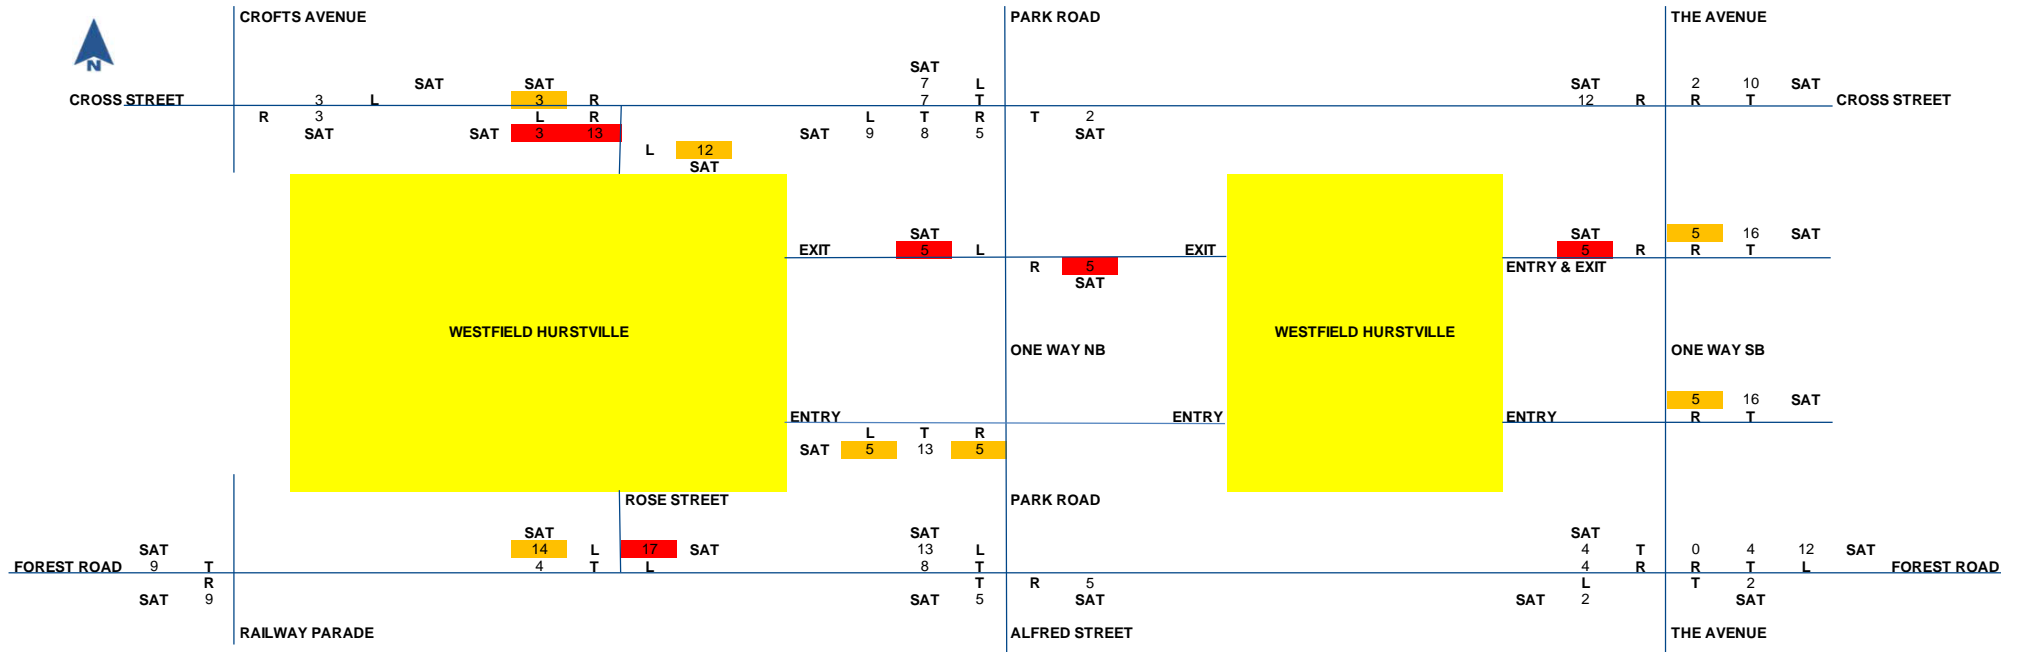 CROFTS AVENUE PARK ROAD THE AVENUE
SAT
SAT SAT 7 L SAT 2 10 SAT
CROSS STREET 3 L 3 R 7 T 12 R R T CROSS STREET
R 3 L R L T R T 2
SAT SAT 3 13 SAT 9 8 5 SAT
L 12
SAT
N
SAT SAT 5 16 SAT
EXIT 5 L EXIT 5 R R T
R 5 ENTRY & EXIT
SAT
WESTFIELD HURSTVILLE WESTFIELD HURSTVILLE
ONE WAY NB ONE WAY SB
5 16 SAT
ENTRY ENTRY ENTRY R T
L T R
SAT 5 13 5
ROSE STREET PARK ROAD
SAT SAT SAT
SAT 14 L 17 SAT 13 L 4 T 0 4 12 SAT
FOREST ROAD 9 T 4 T L 8 T 4 R R T L FOREST ROAD
R T R 5 L T 2
SAT 9 SAT 5 SAT SAT 2 SAT
RAILWAY PARADE ALFRED STREET THE AVENUE